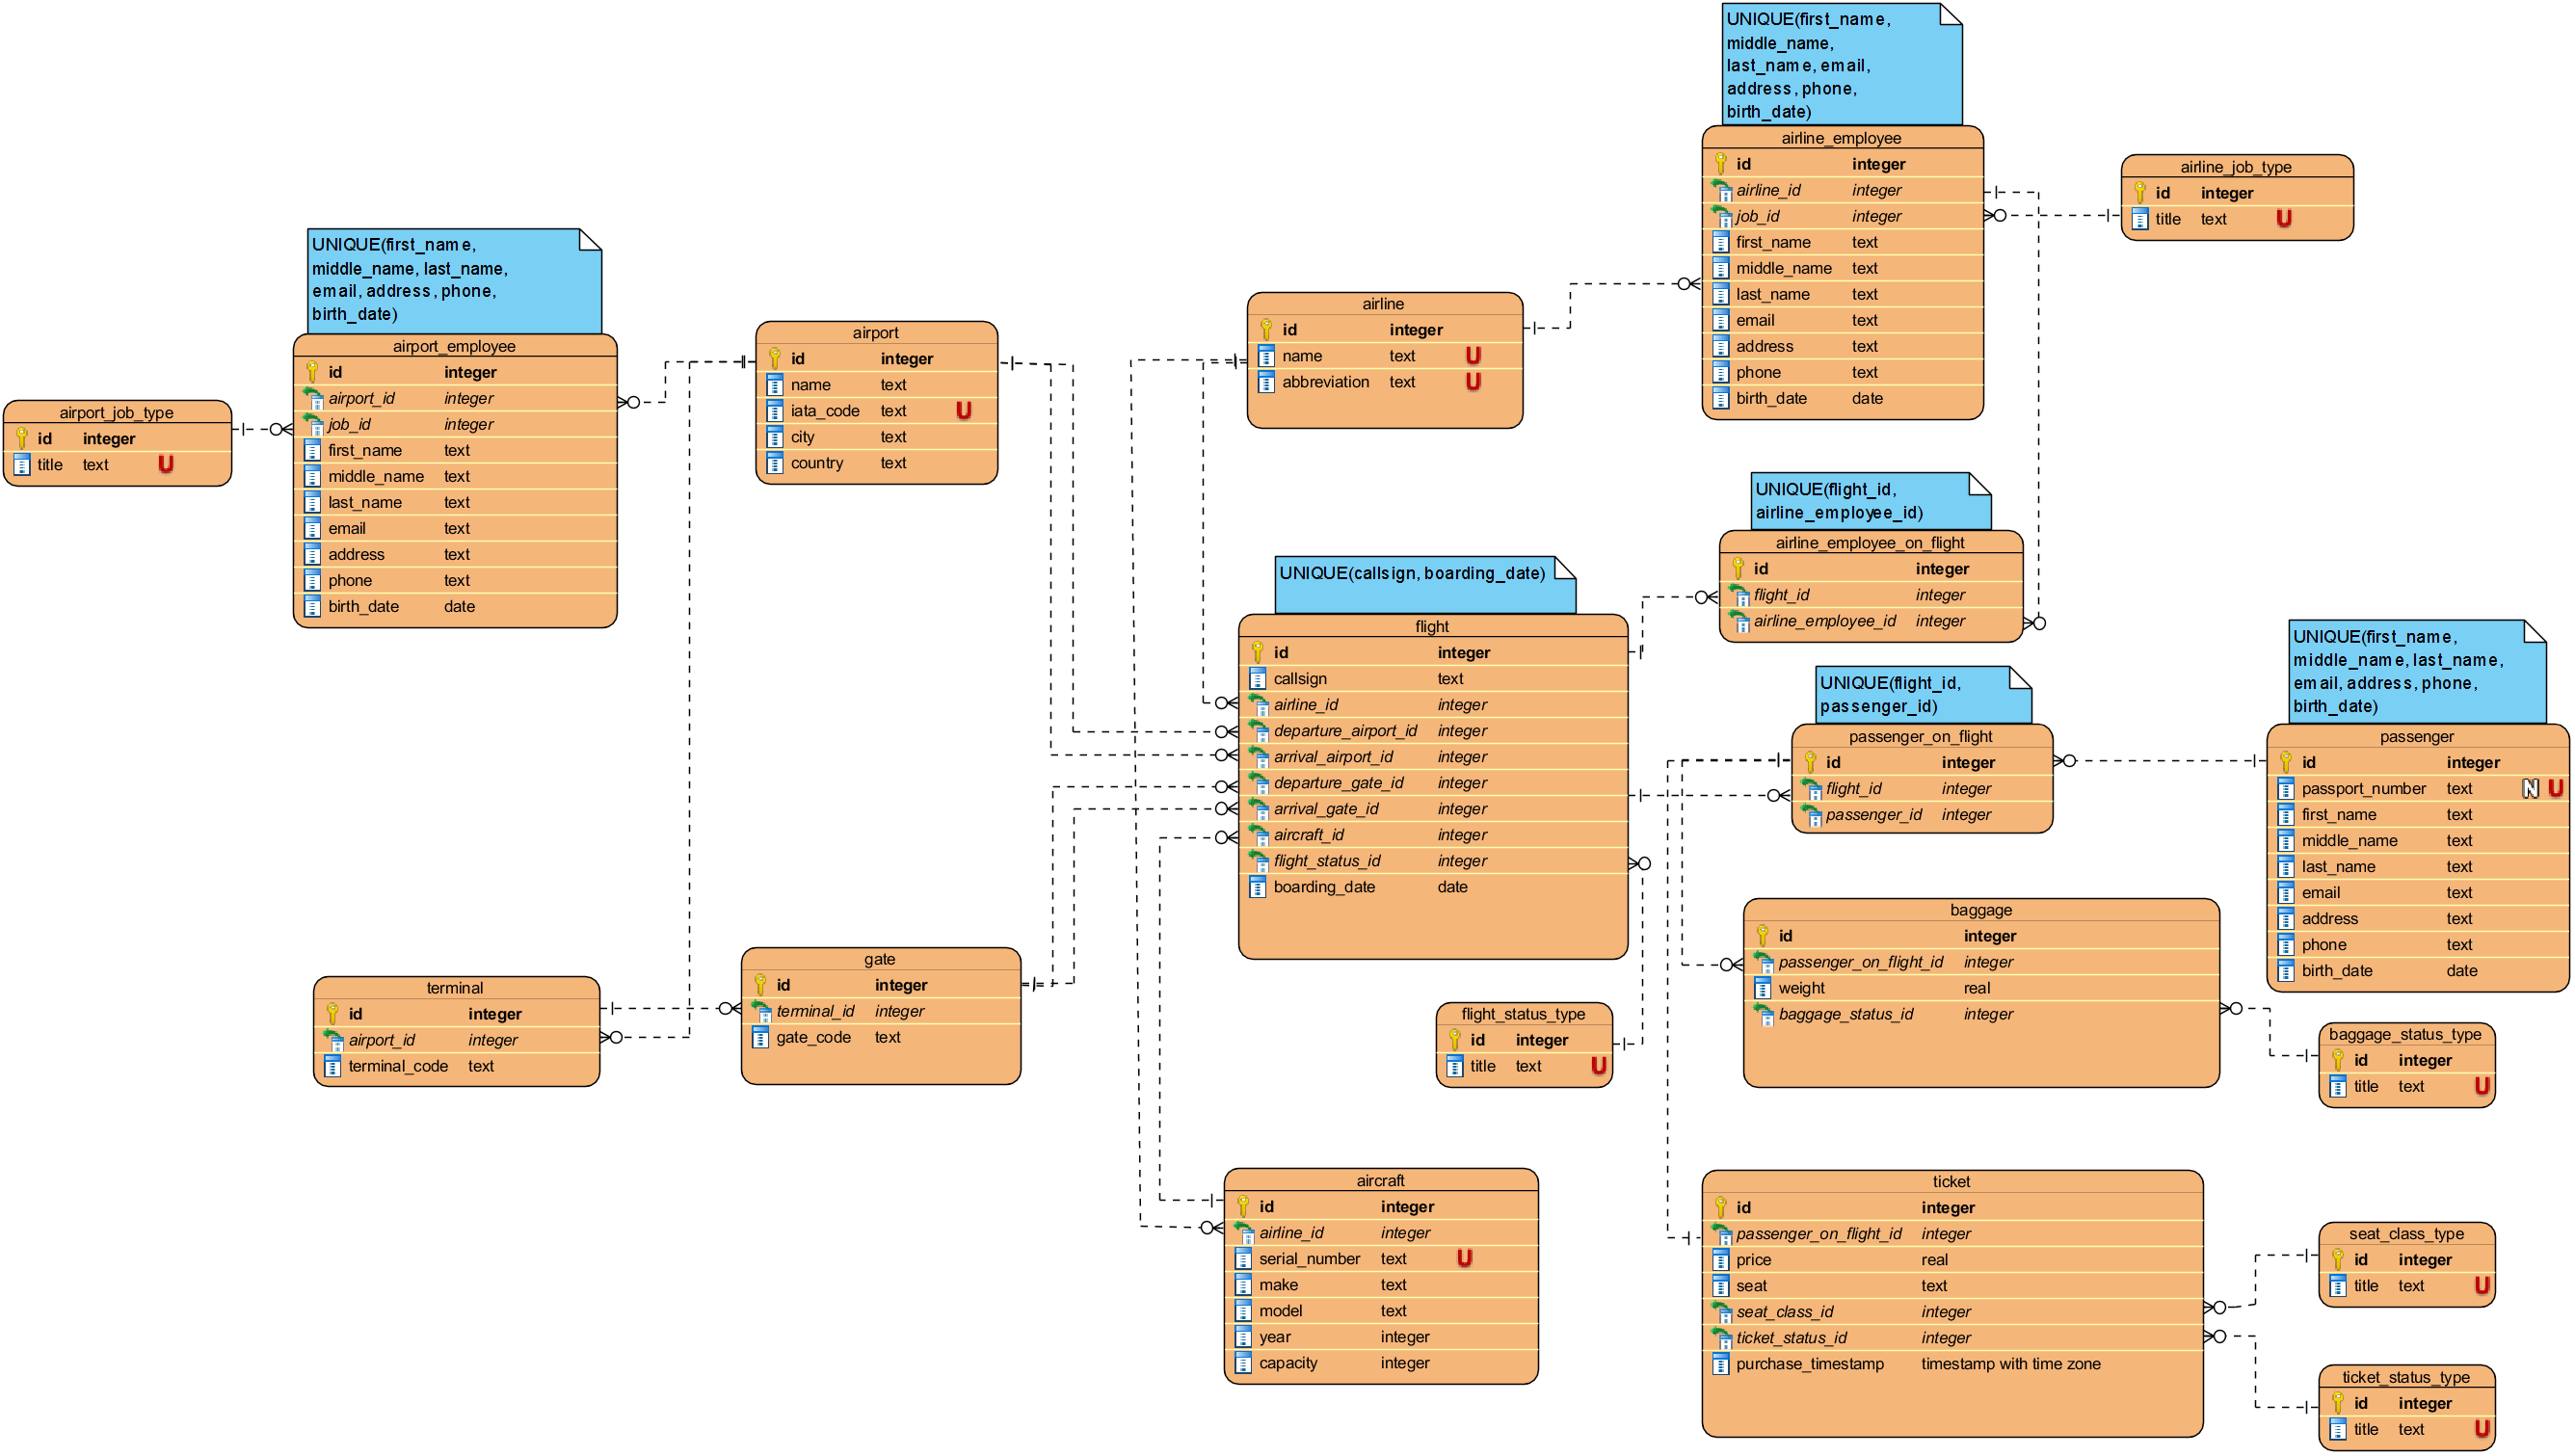 UNIQUE(first_name,
middle_name,
last_name, email,
address, phone,
birth_date)
airline_employee
id integer
airline_id integer
job_id integer
first_name text
middle_name text
last_name text
email text
address text
phone text
birth_date date
airline_job_type
id integer
title text U
UNIQUE(first_name,
middle_name, last_name,
email, address, phone,
birth_date)
airport_employee
id integer
airport_id integer
job_id integer
first_name text
middle_name text
last_name text
email text
address text
phone text
birth_date date
airport_job_type
id integer
title text U
airport
id integer
name text
iata_code text U
city text
country text
airline
id integer
name text U
abbreviation text U
UNIQUE(flight_id,
airline_employee_id)
airline_employee_on_flight
id integer
flight_id integer
airline_employee_id integer
UNIQUE(callsign, boarding_date)
flight
id integer
callsign text
airline_id integer
departure_airport_id integer
arrival_airport_id integer
departure_gate_id integer
arrival_gate_id integer
aircraft_id integer
flight_status_id integer
boarding_date date
UNIQUE(flight_id,
passenger_id)
passenger_on_flight
id integer
flight_id integer
passenger_id integer
UNIQUE(first_name,
middle_name, last_name,
email, address, phone,
birth_date)
passenger
id integer
passport_number text N U
first_name text
middle_name text
last_name text
email text
address text
phone text
birth_date date
baggage
id integer
passenger_on_flight_id integer
weight real
baggage_status_id integer
terminal
id integer
airport_id integer
terminal_code text
gate
id integer
terminal_id integer
gate_code text
flight_status_type
id integer
title text U
baggage_status_type
id integer
title text U
aircraft
id integer
airline_id integer
serial_number text U
make text
model text
year integer
capacity integer
ticket
id integer
passenger_on_flight_id integer
price real
seat text
seat_class_id integer
ticket_status_id integer
purchase_timestamp timestamp with time zone
seat_class_type
id integer
title text U
ticket_status_type
id integer
title text U